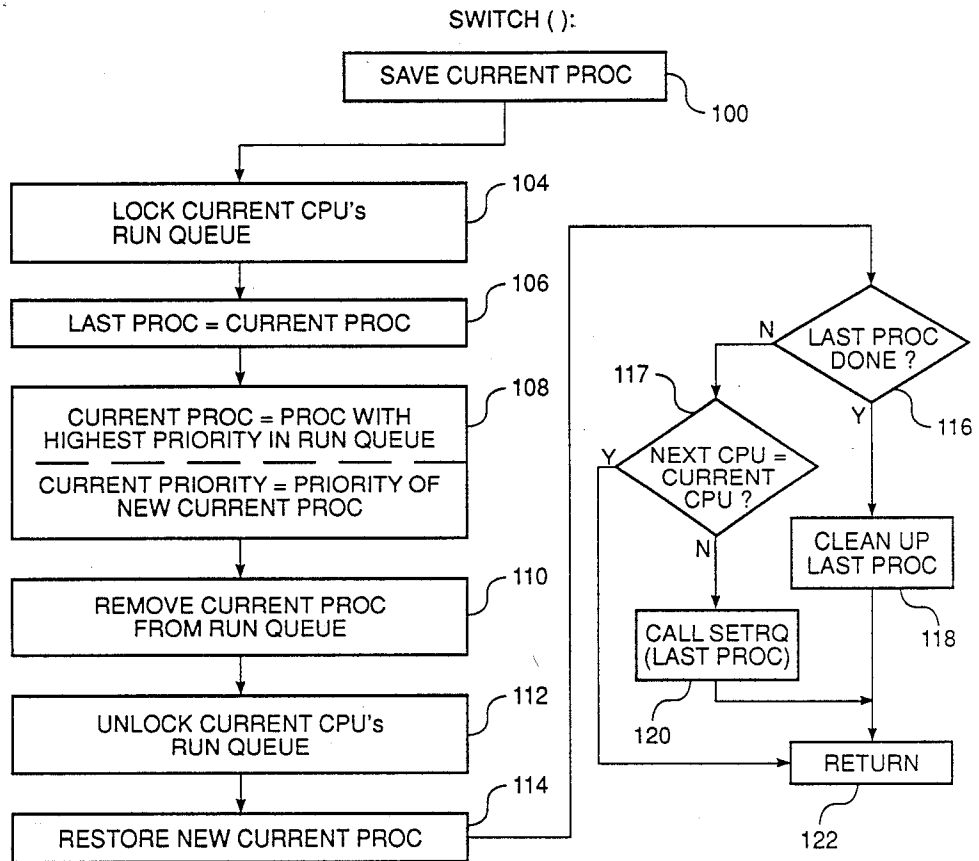 SWITCH ( ):
SAVE CURRENT PROC
100
104
LOCK CURRENT CPU's
RUN QUEUE
106
LAST PROC = CURRENT PROC
108
CURRENT PROC = PROC WITH
HIGHEST PRIORITY IN RUN QUEUE
CURRENT PRIORITY = PRIORITY OF
NEW CURRENT PROC
110
REMOVE CURRENT PROC
FROM RUN QUEUE
112
UNLOCK CURRENT CPU's
RUN QUEUE
114
RESTORE NEW CURRENT PROC
LAST PROC
DONE ?
N
Y
116
117
NEXT CPU =
CURRENT
CPU ?
Y
N
CLEAN UP
LAST PROC
118
CALL SETRQ
(LAST PROC)
120
RETURN
122